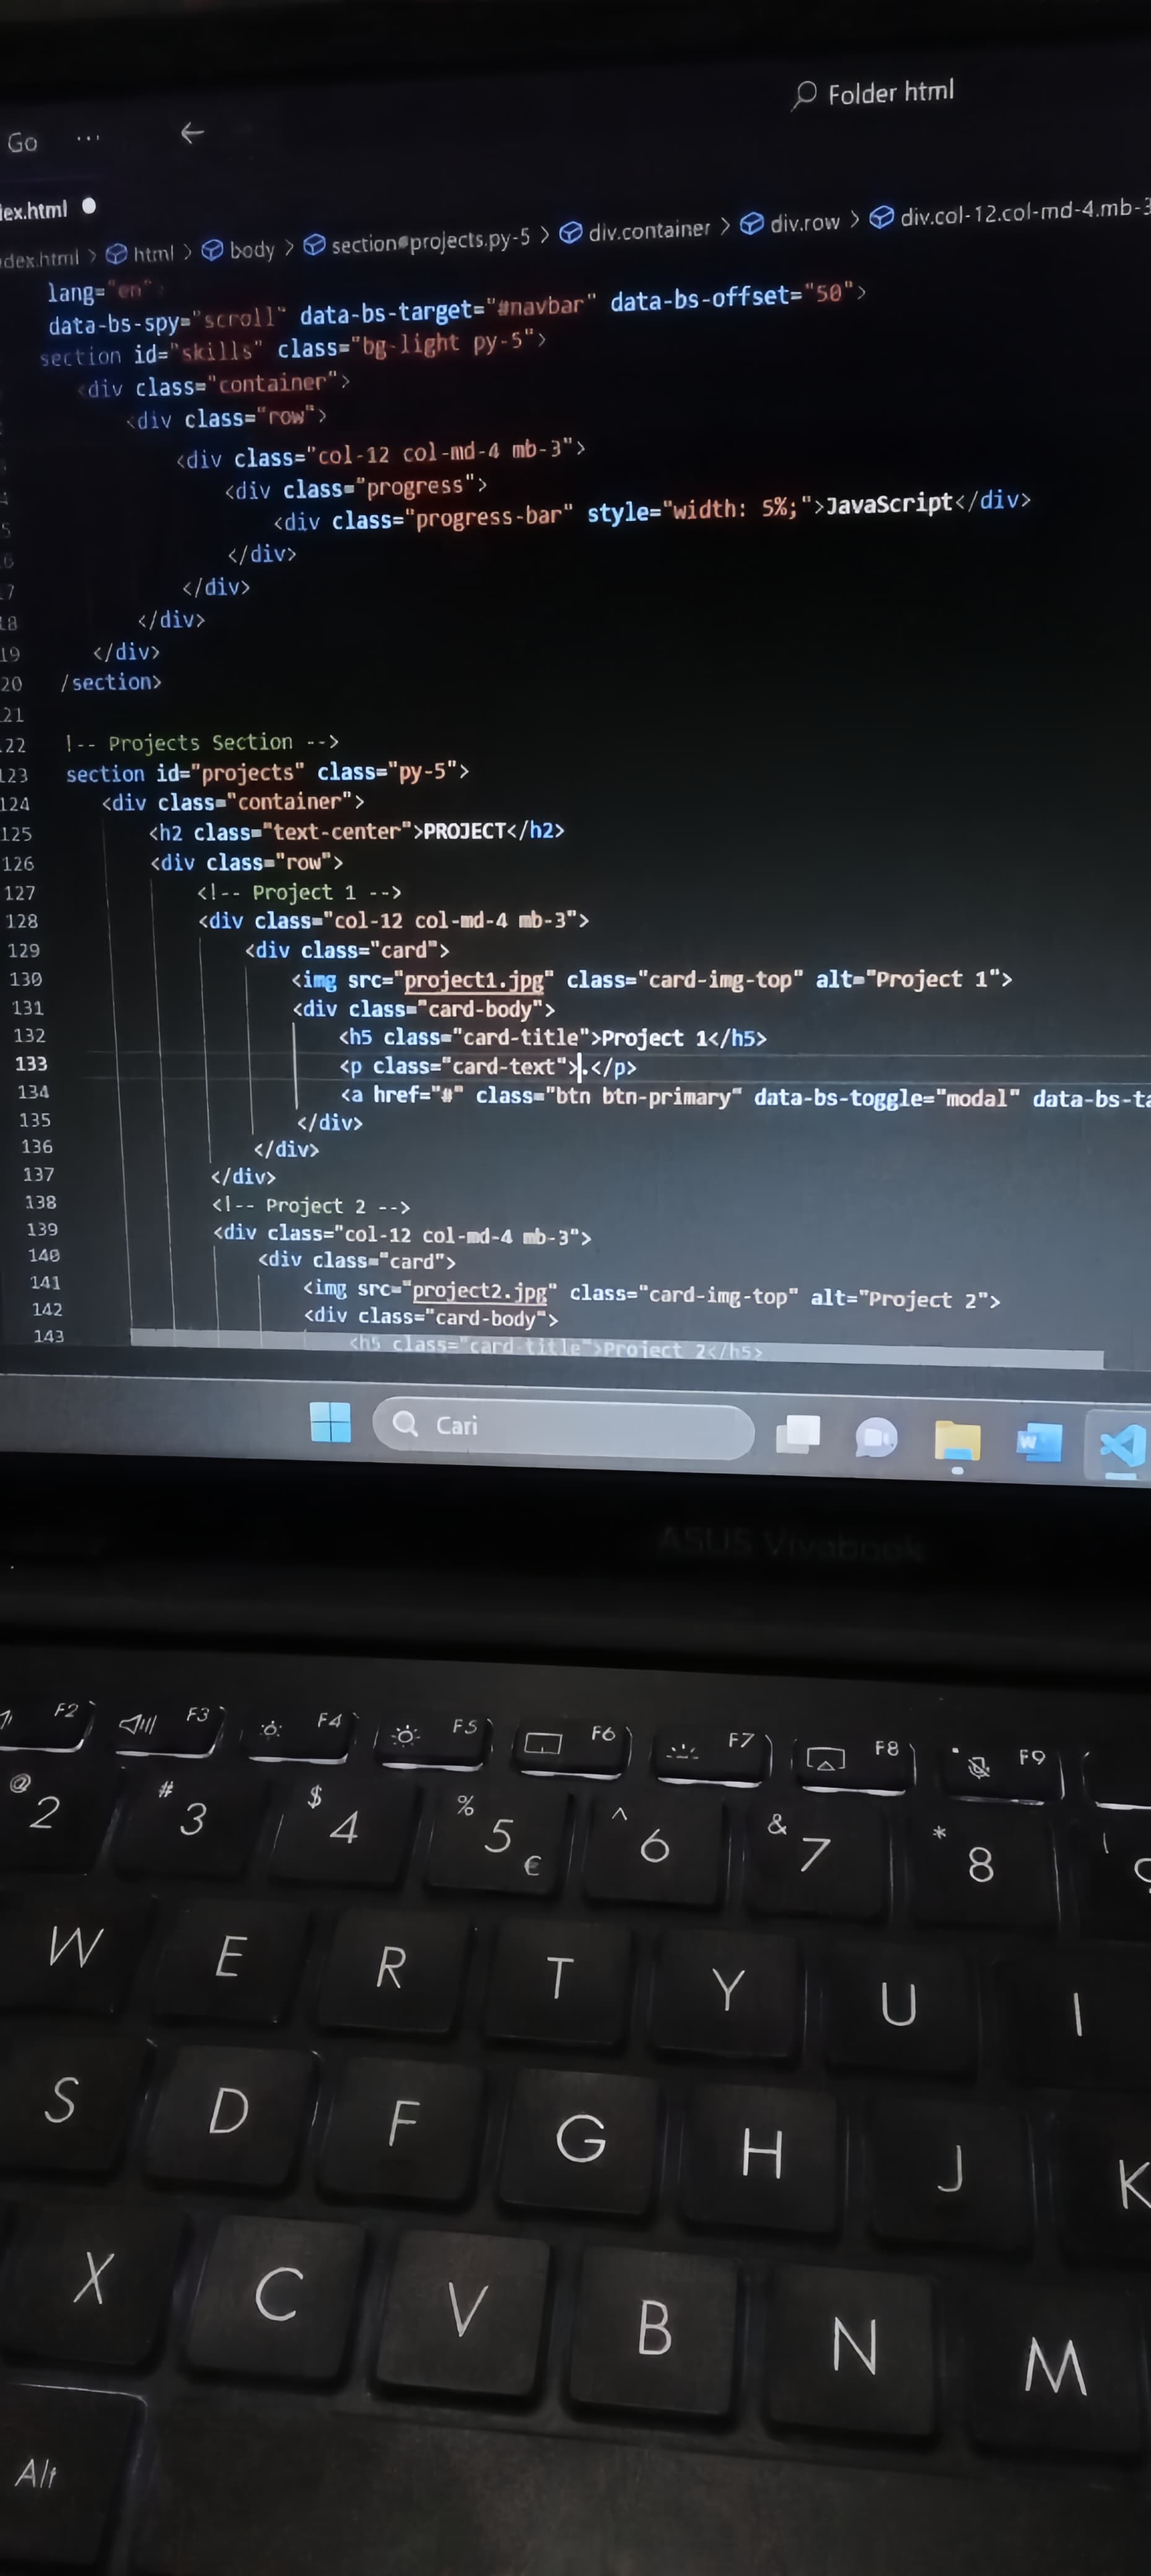 Go ... Folder html
ex.html
dex.html > html > body > section#projects.py-5 > div.container > div.row > div.col-12.col-md-4.mb-3
lang="en">
data-bs-spy="scroll" data-bs-target="#navbar" data-bs-offset="50">
section id="skills" class="bg-light py-5">
<div class="container">
<div class="row">
<div class="col-12 col-md-4 mb-3">
<div class="progress">
5 <div class="progress-bar" style="width: 5%;">JavaScript</div>
6 </div>
7 </div>
18 </div>
19 </div>
20 /section>
21
22 !-- Projects Section -->
123 section id="projects" class="py-5">
124 <div class="container">
125 <h2 class="text-center">PROJECT</h2>
126 <div class="row">
127 <!-- Project 1 -->
128 <div class="col-12 col-md-4 mb-3">
129 <div class="card">
130 <img src="project1.jpg" class="card-img-top" alt="Project 1">
131 <div class="card-body">
132 <h5 class="card-title">Project 1</h5>
133 <p class="card-text">.</p>
134 <a href="#" class="btn btn-primary" data-bs-toggle="modal" data-bs-ta
135 </div>
136 </div>
137 </div>
138 <!-- Project 2 -->
139 <div class="col-12 col-md-4 mb-3">
140 <div class="card">
141 <img src="project2.jpg" class="card-img-top" alt="Project 2">
142 <div class="card-body">
143 <h5 class="card-title">Project 2</h5>
Cari
W
ASUS Vivobook
F2 F3 F4 F5 F6 F7 F8 F9
@ 2 # 3 $ 4 % 5 € ^ 6 & 7 * 8 (
W E R T Y U I
S D F G H J K
X C V B N M
Alt